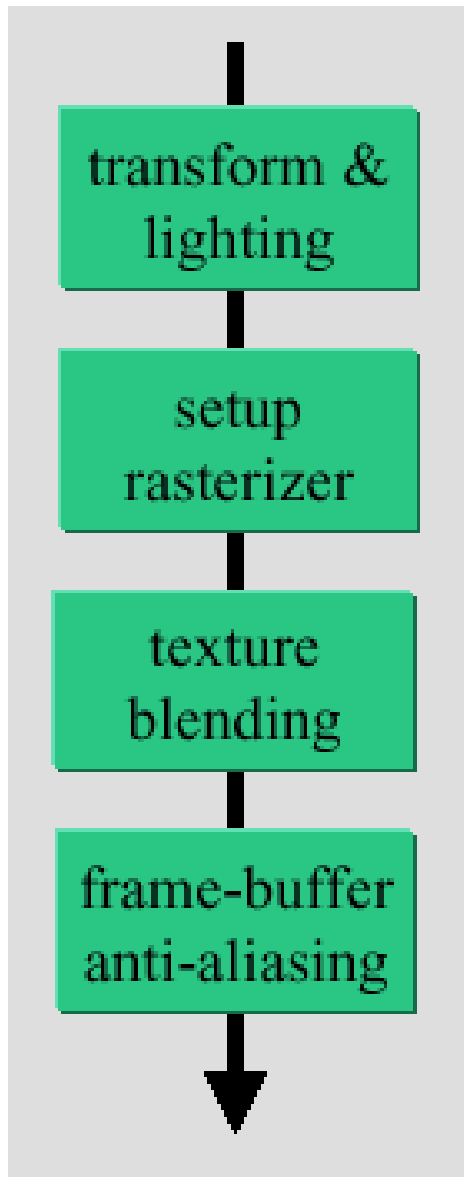 transform &
lighting
setup
rasterizer
texture
blending
frame-buffer
anti-aliasing